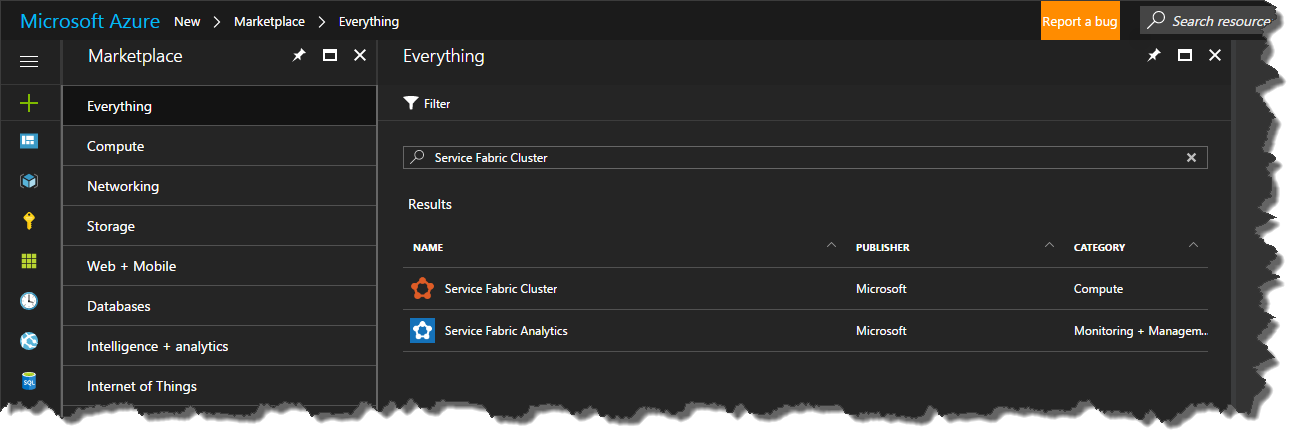 Microsoft Azure New > Marketplace > Everything Report a bug Search resource
Marketplace
Everything
Compute
Networking
Storage
Web + Mobile
Databases
Intelligence + analytics
Internet of Things
SQL
Everything
Filter
Service Fabric Cluster
Results
NAME PUBLISHER CATEGORY
Service Fabric Cluster Microsoft Compute
Service Fabric Analytics Microsoft Monitoring + Managem...